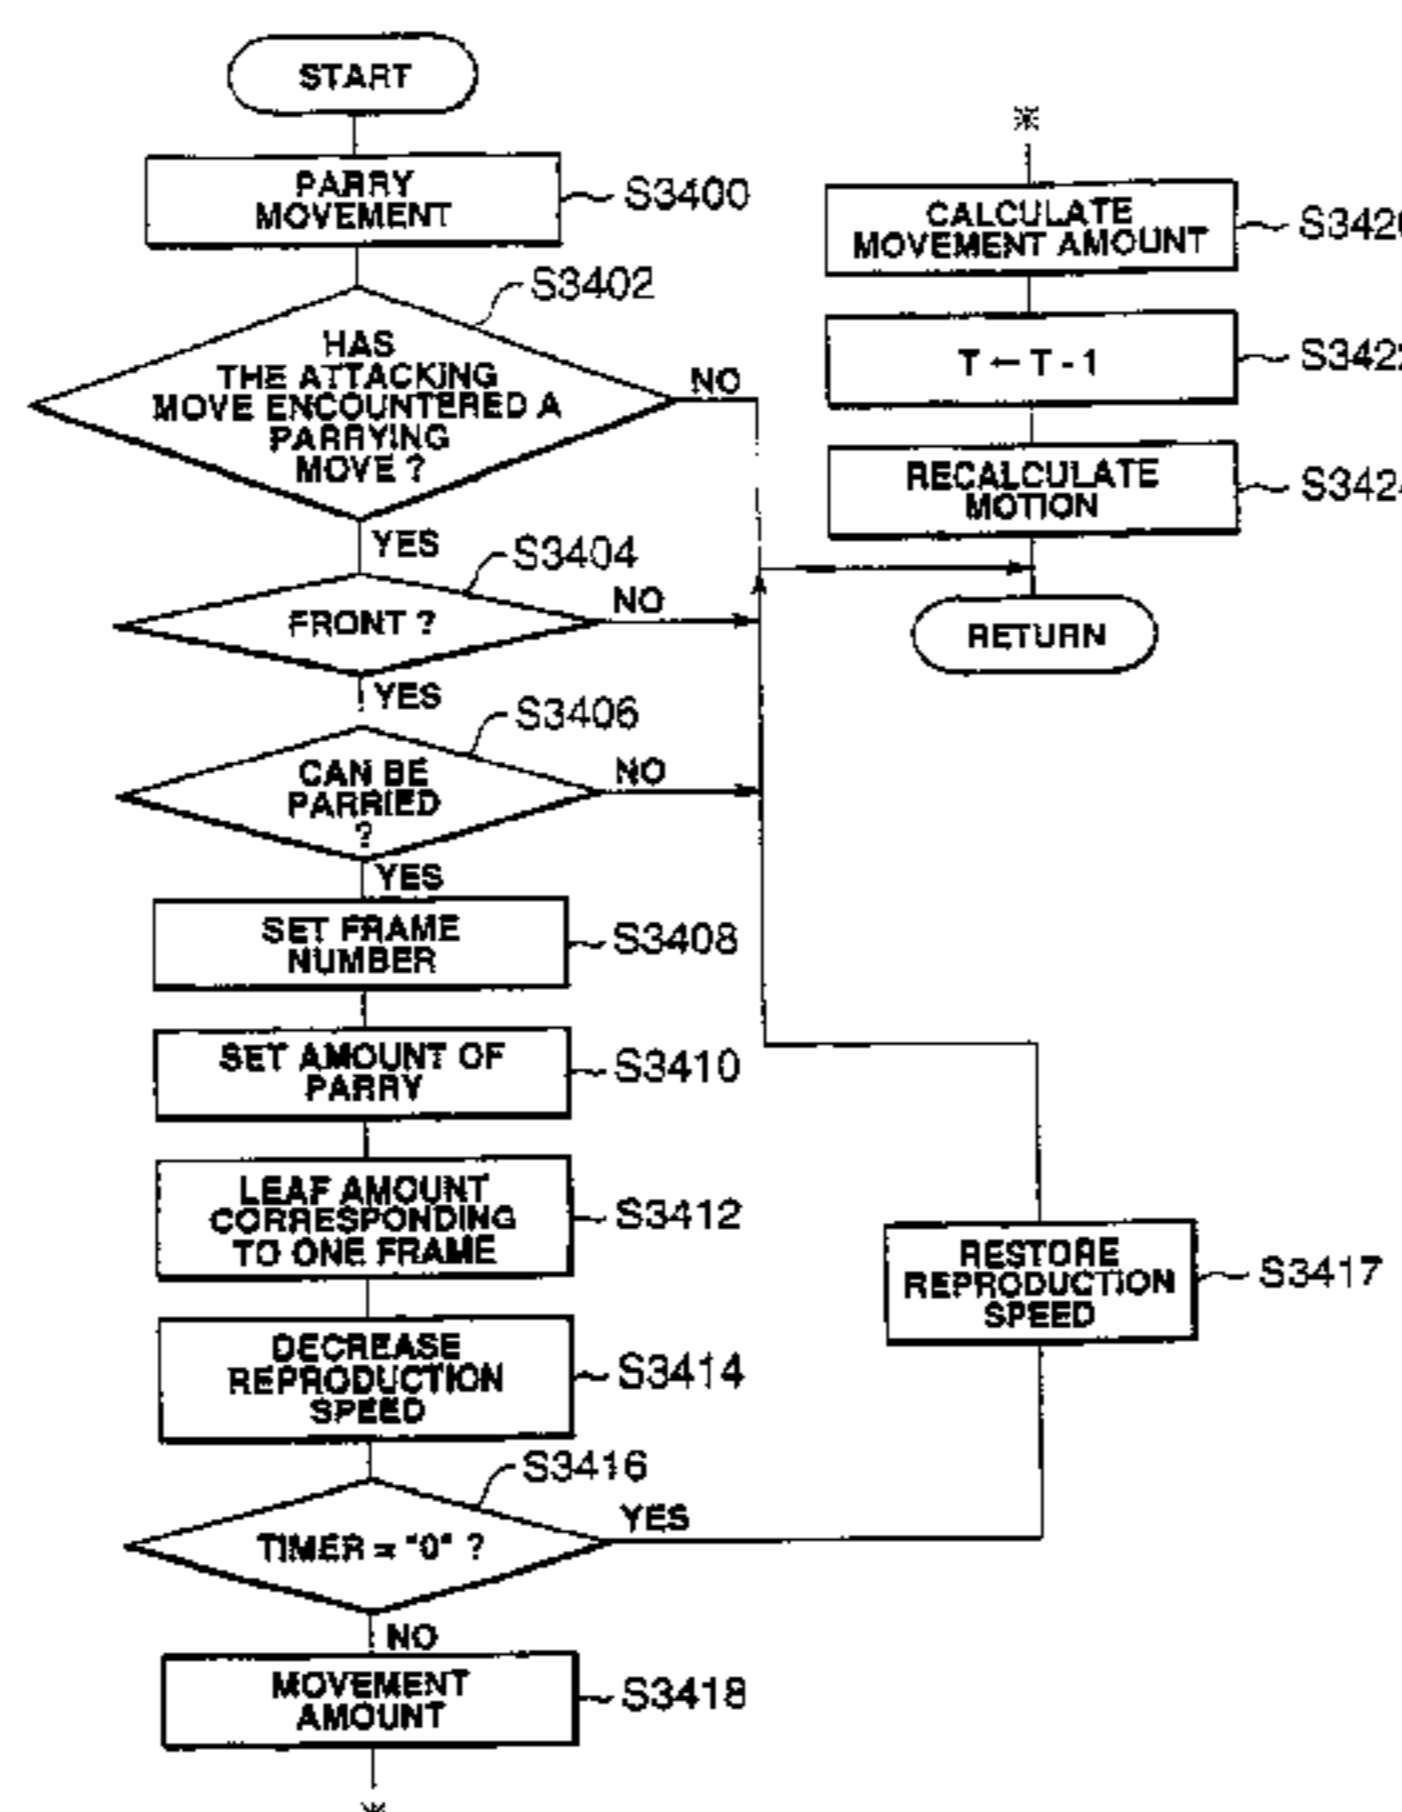 START
PARRY
MOVEMENT
S3400
S3402
HAS
THE ATTACKING
MOVE ENCOUNTERED A
PARRYING
MOVE ?
NO
YES
S3404
FRONT ?
NO
YES
S3406
CAN BE
PARRIED
?
NO
YES
SET FRAME
NUMBER
S3408
SET AMOUNT OF
PARRY
S3410
LEAF AMOUNT
CORRESPONDING
TO ONE FRAME
S3412
DECREASE
REPRODUCTION
SPEED
S3414
S3416
TIMER = "0" ?
YES
NO
MOVEMENT
AMOUNT
S3418
※
※
CALCULATE
MOVEMENT AMOUNT
S3420
T ← T - 1
S3422
RECALCULATE
MOTION
S3424
RETURN
RESTORE
REPRODUCTION
SPEED
S3417